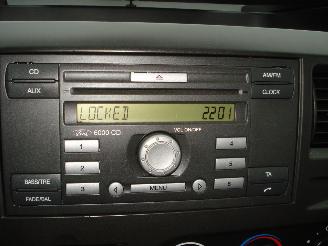 CD
AM/FM
AUX
CLOCK
LOCKED 2201
Ford 6000 CD
VOL ON/OFF
1
2
3
4
5
6
BASS/TRE
FADE/BAL
MENU
TA